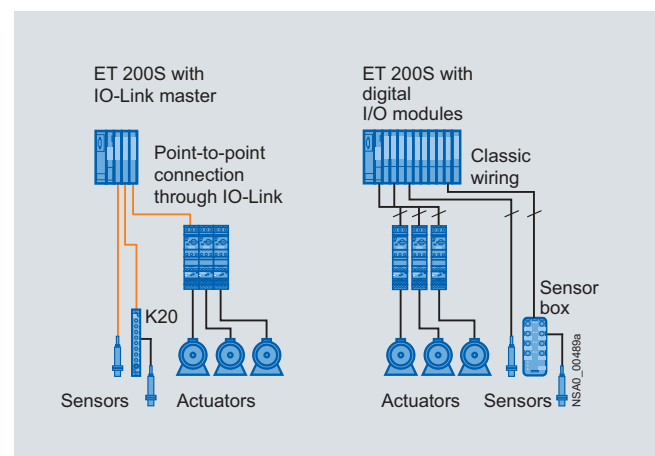 ET 200S with
IO-Link master
Point-to-point
connection
through IO-Link
K20
Sensors
Actuators
ET 200S with
digital
I/O modules
Classic
wiring
Sensor
box
Actuators
Sensors
NSA0_00489a